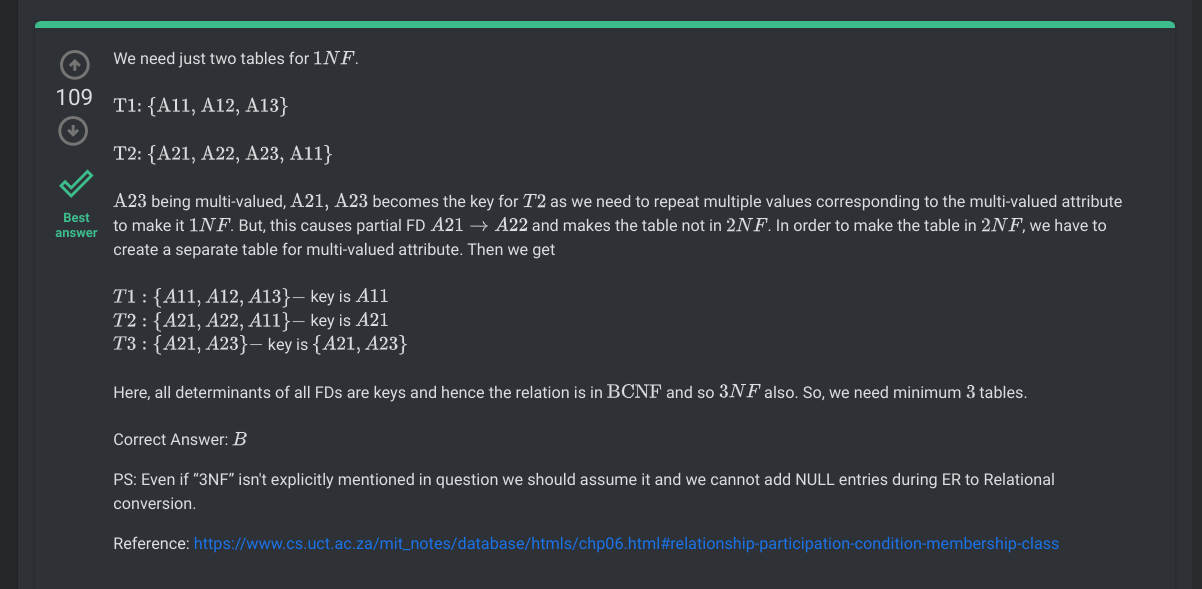 We need just two tables for 1NF.
109
T1: {A11, A12, A13}
T2: {A21, A22, A23, A11}
Best
answer
A23 being multi-valued, A21, A23 becomes the key for T2 as we need to repeat multiple values corresponding to the multi-valued attribute
to make it 1NF. But, this causes partial FD A21 → A22 and makes the table not in 2NF. In order to make the table in 2NF, we have to
create a separate table for multi-valued attribute. Then we get
T1 : {A11, A12, A13}− key is A11
T2 : {A21, A22, A11}− key is A21
T3 : {A21, A23}− key is {A21, A23}
Here, all determinants of all FDs are keys and hence the relation is in BCNF and so 3NF also. So, we need minimum 3 tables.
Correct Answer: B
PS: Even if “3NF” isn't explicitly mentioned in question we should assume it and we cannot add NULL entries during ER to Relational
conversion.
Reference: https://www.cs.uct.ac.za/mit_notes/database/htmls/chp06.html#relationship-participation-condition-membership-class